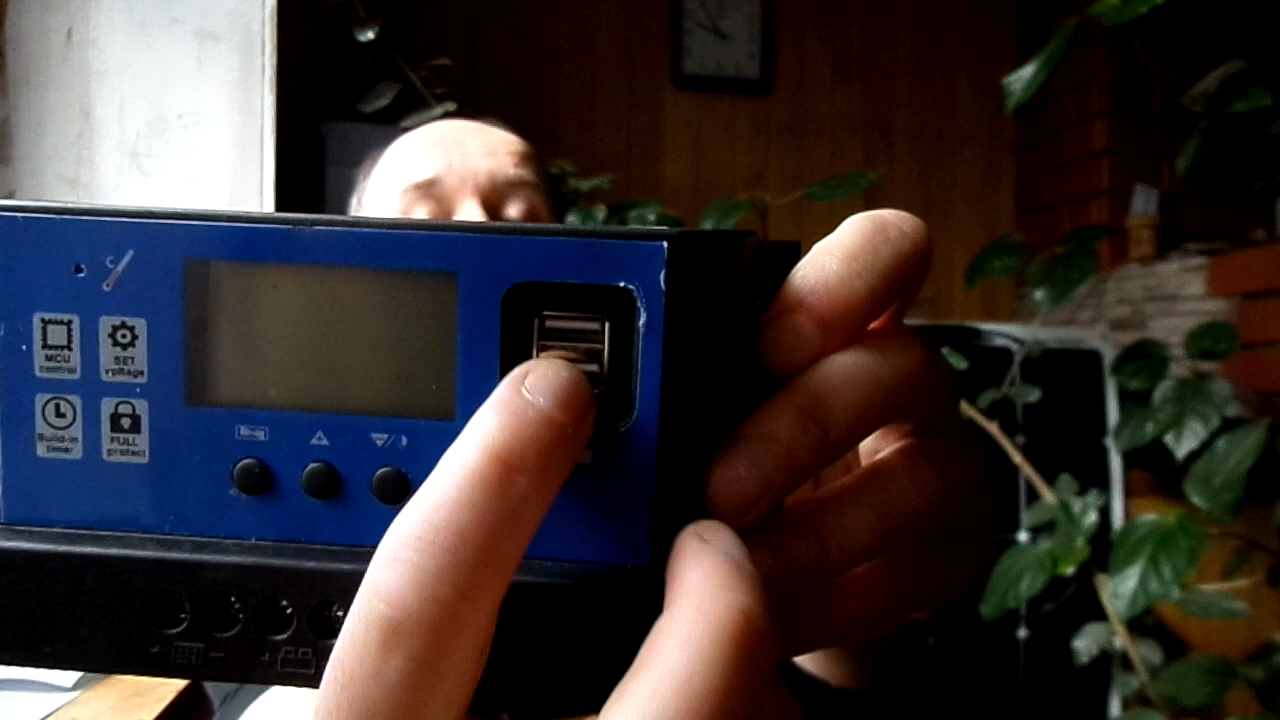 °C
MCU
control
SET
voltage
Build-in
timer
FULL
protect